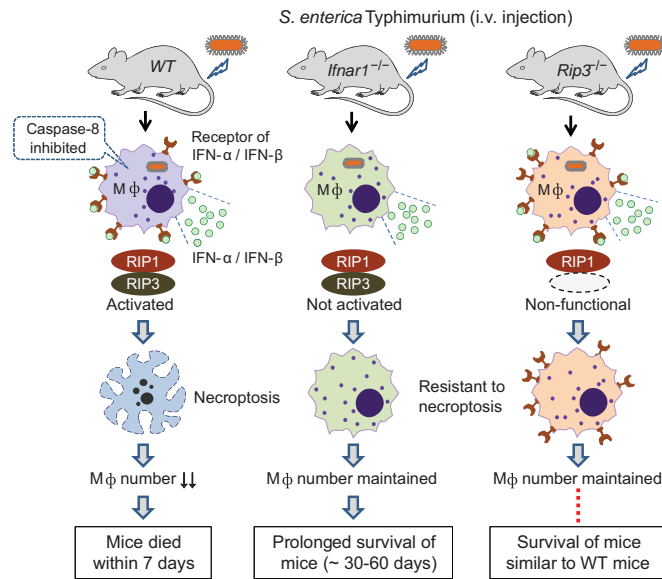 S. enterica Typhimurium (i.v. injection)
WT
Ifnar1−/−
Rip3−/−
Caspase-8
inhibited
Receptor of
IFN-α / IFN-β
Mϕ
Mϕ
Mϕ
IFN-α / IFN-β
RIP1
RIP3
RIP1
RIP3
RIP1
Activated
Not activated
Non-functional
Necroptosis
Resistant to
necroptosis
Mϕ number ↓↓
Mϕ number maintained
Mϕ number maintained
Mice died
within 7 days
Prolonged survival of
mice (~ 30-60 days)
Survival of mice
similar to WT mice